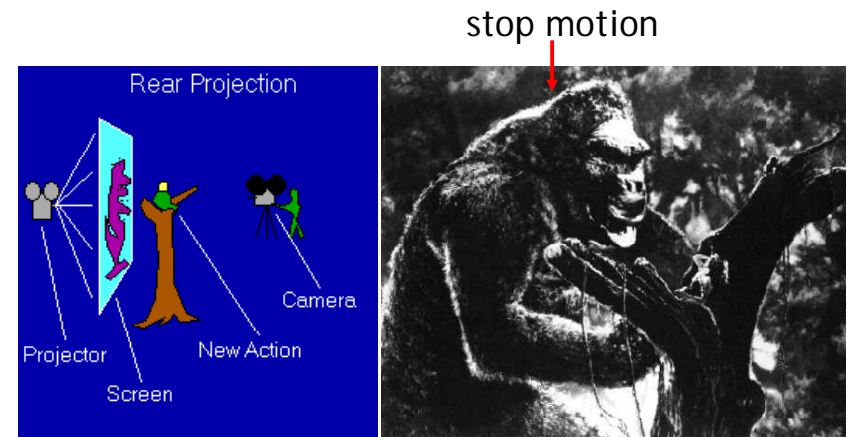 stop motion
Rear Projection
Camera
New Action
Projector
Screen